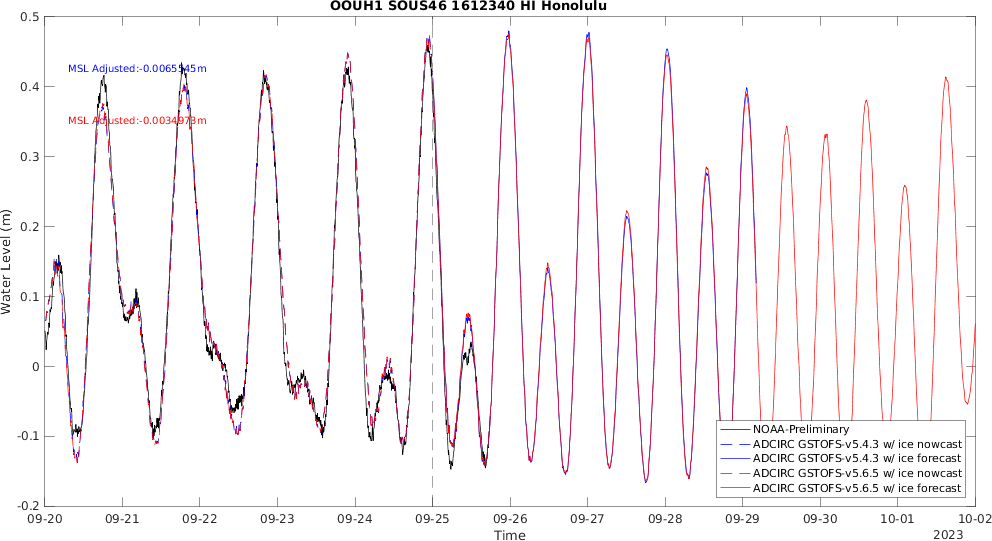 OOUH1 SOUS46 1612340 HI Honolulu
0.5
0.4
0.3
0.2
0.1
0
-0.1
-0.2
Water Level (m)
MSL Adjusted:-0.0065545m
MSL Adjusted:-0.0034973m
NOAA-Preliminary
ADCIRC GSTOFS-v5.4.3 w/ ice nowcast
ADCIRC GSTOFS-v5.4.3 w/ ice forecast
ADCIRC GSTOFS-v5.6.5 w/ ice nowcast
ADCIRC GSTOFS-v5.6.5 w/ ice forecast
09-20 09-21 09-22 09-23 09-24 09-25 09-26 09-27 09-28 09-29 09-30 10-01 10-02
Time
2023